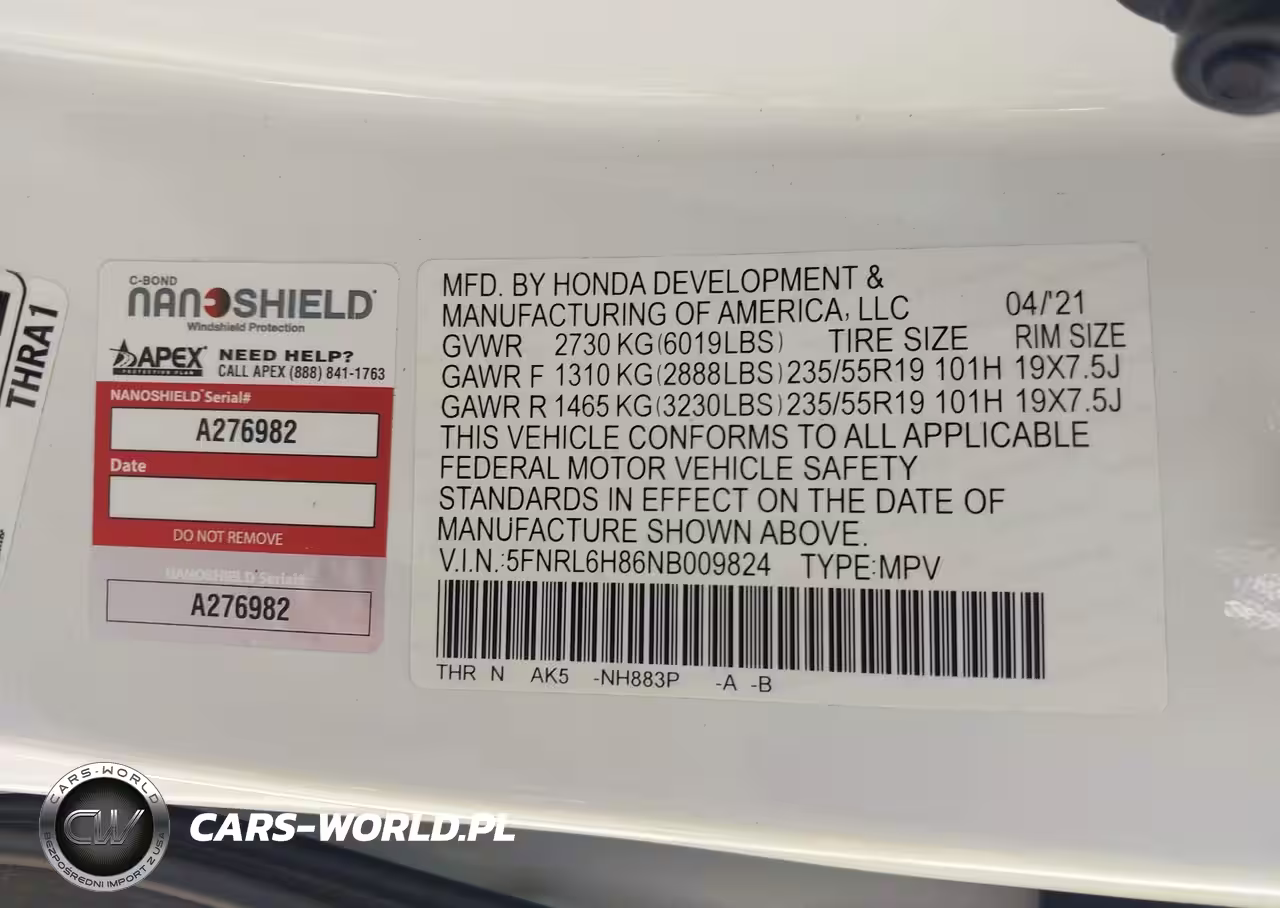 THRA1
C-BOND
NANOSHIELD
Windshield Protection
APEX
PROTECTION PLAN
NEED HELP?
CALL APEX (888) 841-1763
NANOSHIELD Serial#
A276982
Date
DO NOT REMOVE
NANOSHIELD Serial#
A276982
MFD. BY HONDA DEVELOPMENT &
MANUFACTURING OF AMERICA, LLC 04/'21
GVWR 2730 KG(6019LBS) TIRE SIZE RIM SIZE
GAWR F 1310 KG(2888LBS) 235/55R19 101H 19X7.5J
GAWR R 1465 KG(3230LBS) 235/55R19 101H 19X7.5J
THIS VEHICLE CONFORMS TO ALL APPLICABLE
FEDERAL MOTOR VEHICLE SAFETY
STANDARDS IN EFFECT ON THE DATE OF
MANUFACTURE SHOWN ABOVE.
V.I.N.:5FNRL6H86NB009824 TYPE:MPV
THR N AK5 -NH883P -A -B
CARS-WORLD
CW
BEZPOŚREDNI IMPORT Z USA
CARS-WORLD.PL